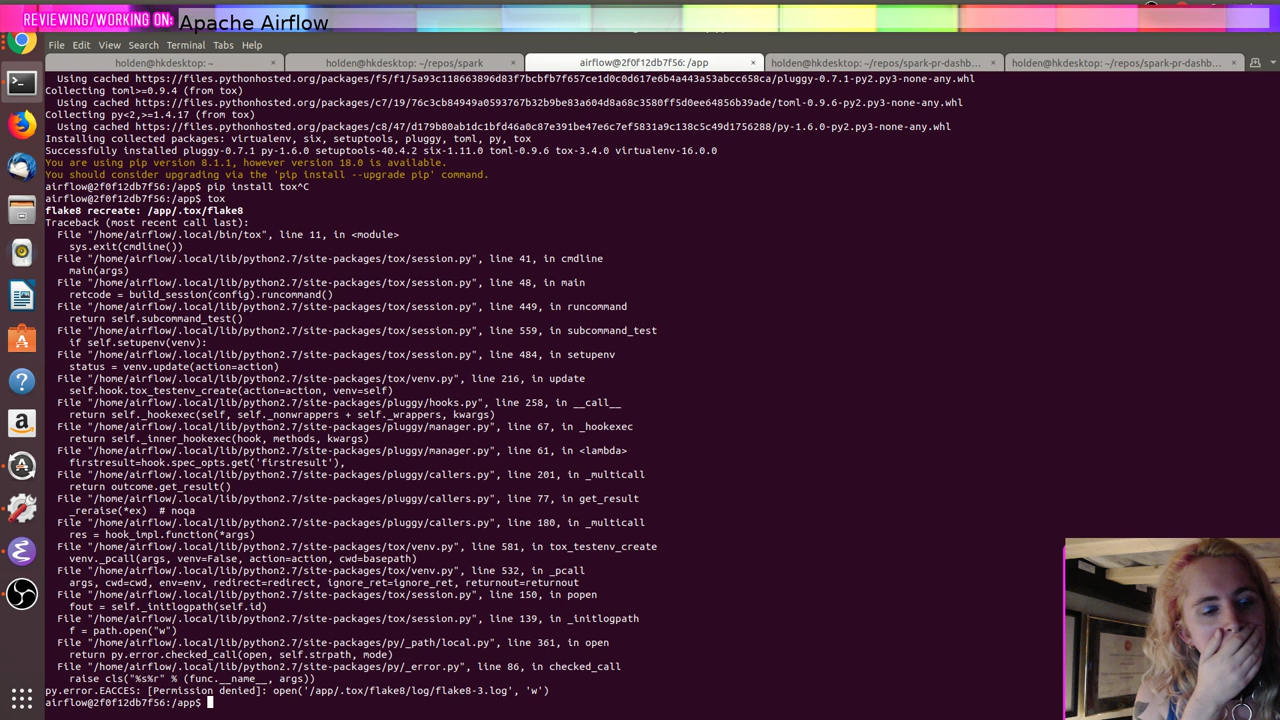 REVIEWING/WORKING ON: Apache Airflow
File Edit View Search Terminal Tabs Help
holden@hkdesktop: ~ × holden@hkdesktop: ~/repos/spark × airflow@2f0f12db7f56: /app × holden@hkdesktop: ~/repos/spark-pr-dashb... × holden@hkdesktop: ~/repos/spark-pr-dashb... ×
Using cached https://files.pythonhosted.org/packages/f5/f1/5a93c118663896d83f7bcbfb7f657ce1d0c0d617e6b4a443a53abcc658ca/pluggy-0.7.1-py2.py3-none-any.whl
Collecting toml>=0.9.4 (from tox)
Using cached https://files.pythonhosted.org/packages/c7/19/76c3cb84949a0593767b32b9be83a604d8a68c3580ff5d0ee64856b39ade/toml-0.9.6-py2.py3-none-any.whl
Collecting py<2,>=1.4.17 (from tox)
Using cached https://files.pythonhosted.org/packages/c8/47/d179b80ab1dc1bfd46a0c87e391be47e6c7ef5831a9c138c5c49d1756288/py-1.6.0-py2.py3-none-any.whl
Installing collected packages: virtualenv, six, setuptools, pluggy, toml, py, tox
Successfully installed pluggy-0.7.1 py-1.6.0 setuptools-40.4.2 six-1.11.0 toml-0.9.6 tox-3.4.0 virtualenv-16.0.0
You are using pip version 8.1.1, however version 18.0 is available.
You should consider upgrading via the 'pip install --upgrade pip' command.
airflow@2f0f12db7f56:/app$ pip install tox^C
airflow@2f0f12db7f56:/app$ tox
flake8 recreate: /app/.tox/flake8
Traceback (most recent call last):
File "/home/airflow/.local/bin/tox", line 11, in <module>
sys.exit(cmdline())
File "/home/airflow/.local/lib/python2.7/site-packages/tox/session.py", line 41, in cmdline
main(args)
File "/home/airflow/.local/lib/python2.7/site-packages/tox/session.py", line 48, in main
retcode = build_session(config).runcommand()
File "/home/airflow/.local/lib/python2.7/site-packages/tox/session.py", line 449, in runcommand
return self.subcommand_test()
File "/home/airflow/.local/lib/python2.7/site-packages/tox/session.py", line 559, in subcommand_test
if self.setupenv(venv):
File "/home/airflow/.local/lib/python2.7/site-packages/tox/session.py", line 484, in setupenv
status = venv.update(action=action)
File "/home/airflow/.local/lib/python2.7/site-packages/tox/venv.py", line 216, in update
self.hook.tox_testenv_create(action=action, venv=self)
File "/home/airflow/.local/lib/python2.7/site-packages/pluggy/hooks.py", line 258, in __call__
return self._hookexec(self, self._nonwrappers + self._wrappers, kwargs)
File "/home/airflow/.local/lib/python2.7/site-packages/pluggy/manager.py", line 67, in _hookexec
return self._inner_hookexec(hook, methods, kwargs)
File "/home/airflow/.local/lib/python2.7/site-packages/pluggy/manager.py", line 61, in <lambda>
firstresult=hook.spec_opts.get('firstresult'),
File "/home/airflow/.local/lib/python2.7/site-packages/pluggy/callers.py", line 201, in _multicall
return outcome.get_result()
File "/home/airflow/.local/lib/python2.7/site-packages/pluggy/callers.py", line 77, in get_result
_reraise(*ex) # noqa
File "/home/airflow/.local/lib/python2.7/site-packages/pluggy/callers.py", line 180, in _multicall
res = hook_impl.function(*args)
File "/home/airflow/.local/lib/python2.7/site-packages/tox/venv.py", line 581, in tox_testenv_create
venv._pcall(args, venv=False, action=action, cwd=basepath)
File "/home/airflow/.local/lib/python2.7/site-packages/tox/venv.py", line 532, in _pcall
args, cwd=cwd, env=env, redirect=redirect, ignore_ret=ignore_ret, returnout=returnout
File "/home/airflow/.local/lib/python2.7/site-packages/tox/session.py", line 150, in popen
fout = self._initlogpath(self.id)
File "/home/airflow/.local/lib/python2.7/site-packages/tox/session.py", line 139, in _initlogpath
f = path.open("w")
File "/home/airflow/.local/lib/python2.7/site-packages/py/_path/local.py", line 361, in open
return py.error.checked_call(open, self.strpath, mode)
File "/home/airflow/.local/lib/python2.7/site-packages/py/_error.py", line 86, in checked_call
raise cls("%s%r" % (func.__name__, args))
py.error.EACCES: [Permission denied]: open('/app/.tox/flake8/log/flake8-3.log', 'w')
airflow@2f0f12db7f56:/app$